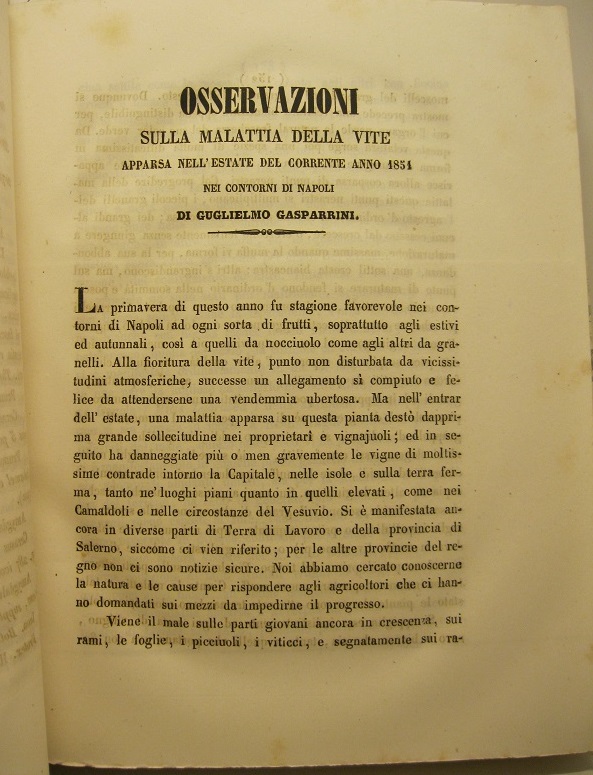 OSSERVAZIONI
SULLA MALATTIA DELLA VITE
APPARSA NELL'ESTATE DEL CORRENTE ANNO 1851
NEI CONTORNI DI NAPOLI
DI GUGLIELMO GASPARRINI.
La primavera di questo anno fu stagione favorevole nei con-
torni di Napoli ad ogni sorta di frutti, soprattutto agli estivi
ed autunnali, così a quelli da nocciuolo come agli altri da gra-
nelli. Alla fioritura della vite, punto non disturbata da vicissi-
tudini atmosferiche, successe un allegamento sì compiuto e fe-
lice da attendersene una vendemmia ubertosa. Ma nell' entrar
dell' estate, una malattia apparsa su questa pianta destò dappri-
ma grande sollecitudine nei proprietarî e vignajuoli; ed in se-
guito ha danneggiate più o men gravemente le vigne di moltis-
sime contrade intorno la Capitale, nelle isole e sulla terra fer-
ma, tanto ne' luoghi piani quanto in quelli elevati, come nei
Camaldoli e nelle circostanze del Vesuvio. Si è manifestata an-
cora in diverse parti di Terra di Lavoro e della provincia di
Salerno, siccome ci vien riferito; per le altre provincie del re-
gno non ci sono notizie sicure. Noi abbiamo cercato conoscerne
la natura e le cause per rispondere agli agricoltori che ci han-
no domandati sui mezzi da impedirne il progresso.
Viene il male sulle parti giovani ancora in crescenza, sui
rami, le foglie, i picciuoli, i viticci, e segnatamente sui ra-